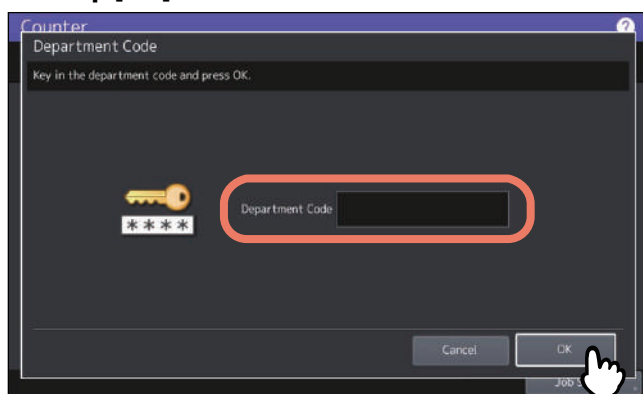 Counter
?
Department Code
Key in the department code and press OK.
Department Code
****
Cancel
OK